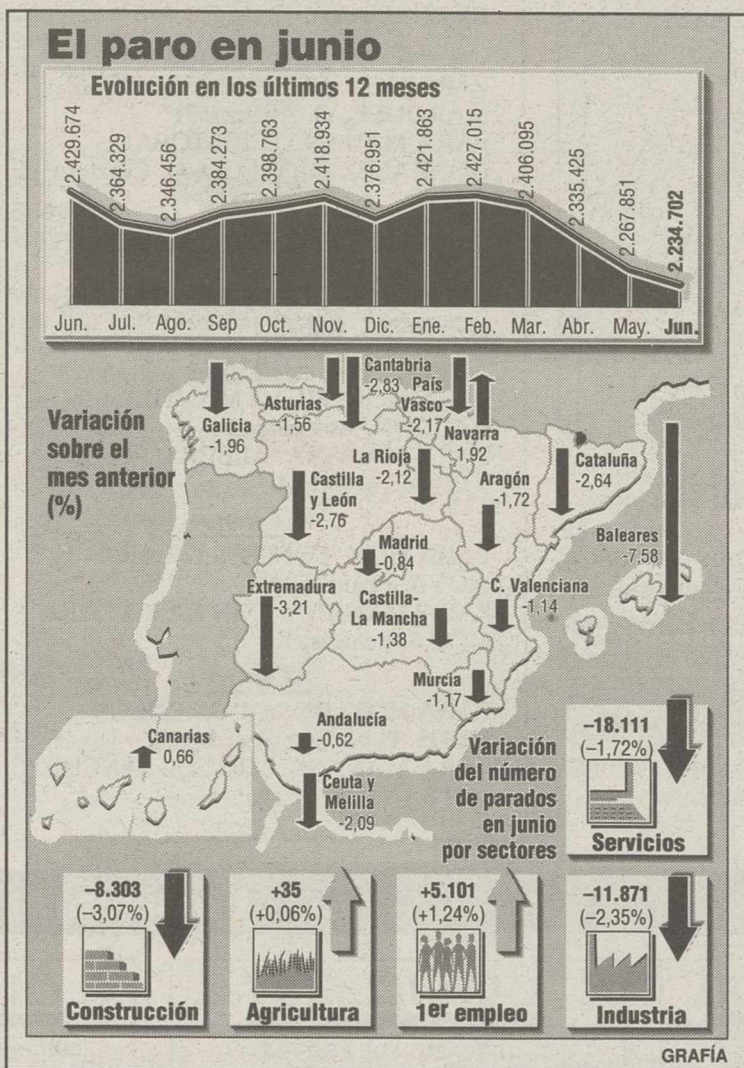 El paro en junio
Evolución en los últimos 12 meses
2.429.674
2.364.329
2.346.456
2.384.273
2.398.763
2.418.934
2.376.951
2.421.863
2.427.015
2.406.095
2.335.425
2.267.851
2.234.702
Jun. Jul. Ago. Sep Oct. Nov. Dic. Ene. Feb. Mar. Abr. May. Jun.
Variación
sobre el
mes anterior
(%)
Galicia
-1,96
Asturias
-1,56
Cantabria
-2,83
País
Vasco
-2,17
Navarra
1,92
La Rioja
-2,12
Castilla
y León
-2,76
Aragón
-1,72
Cataluña
-2,64
Baleares
-7,58
Madrid
-0,84
Extremadura
-3,21
Castilla-
La Mancha
-1,38
C. Valenciana
-1,14
Murcia
-1,17
Andalucía
-0,62
Canarias
0,66
Ceuta y
Melilla
-2,09
Variación
del número
de parados
en junio
por sectores
–18.111
(–1,72%)
Servicios
–8.303
(–3,07%)
Construcción
+35
(+0,06%)
Agricultura
+5.101
(+1,24%)
1er empleo
–11.871
(–2,35%)
Industria
GRAFÍA